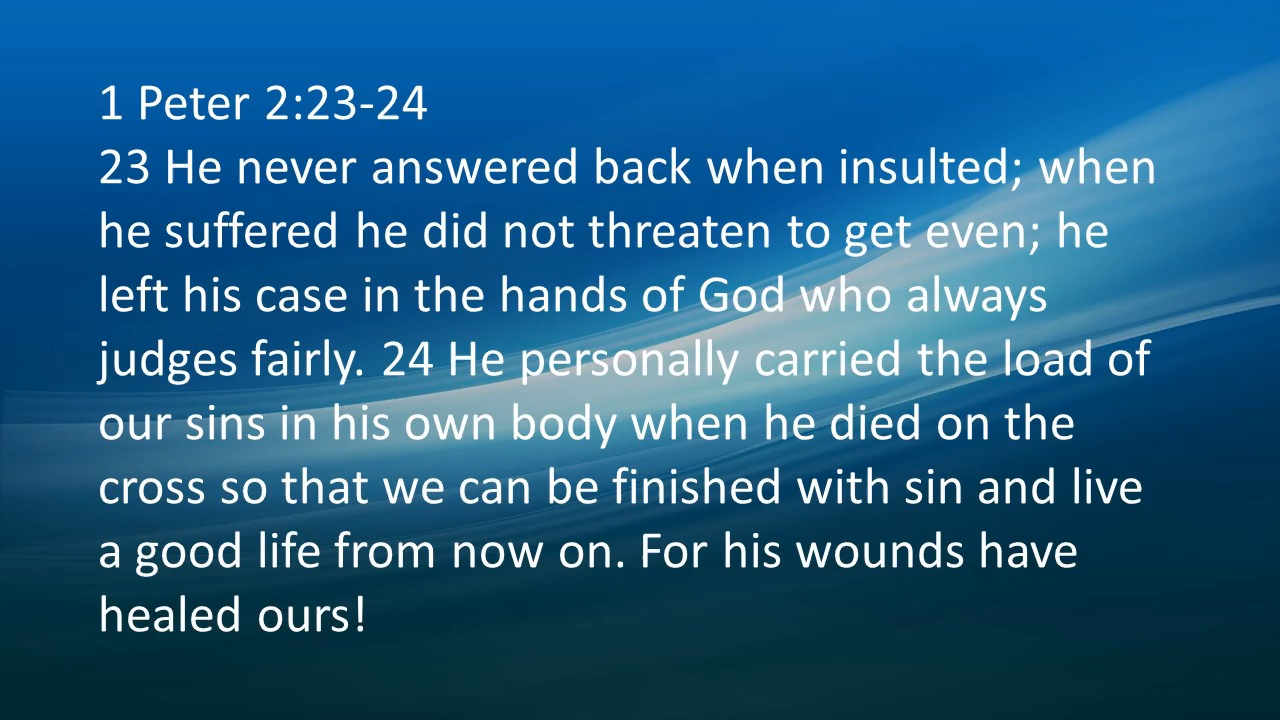 1 Peter 2:23-24
23 He never answered back when insulted; when
he suffered he did not threaten to get even; he
left his case in the hands of God who always
judges fairly. 24 He personally carried the load of
our sins in his own body when he died on the
cross so that we can be finished with sin and live
a good life from now on. For his wounds have
healed ours!